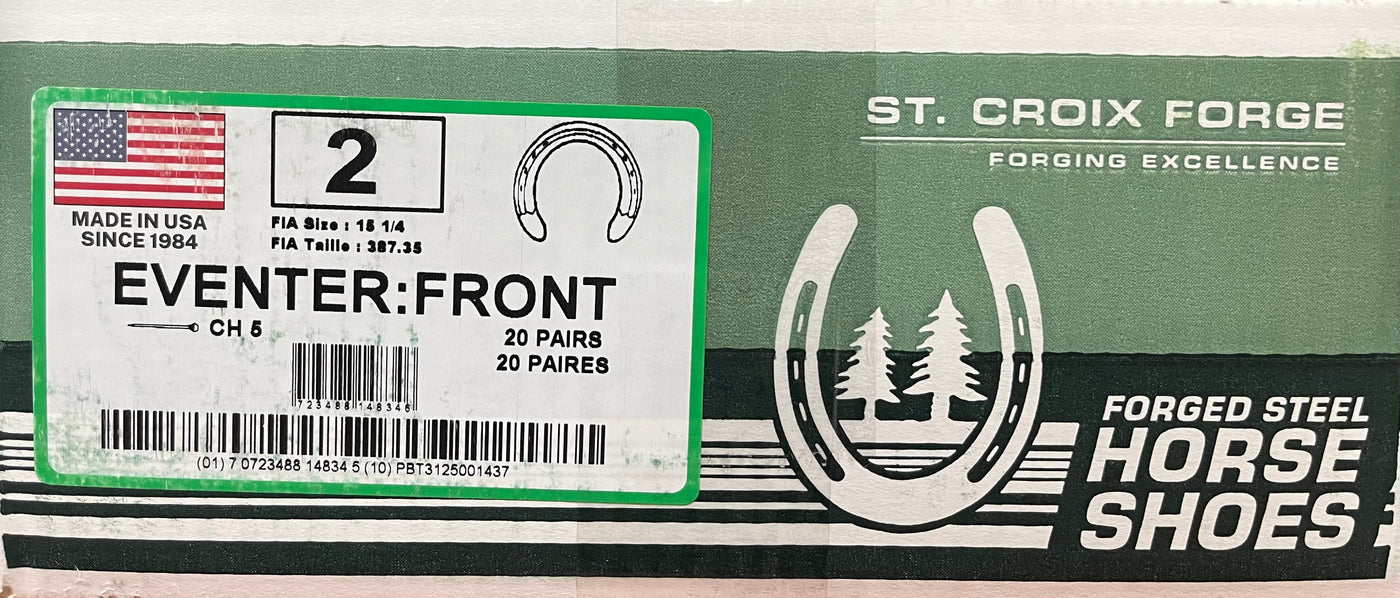 MADE IN USA
SINCE 1984
2
FIA Size : 15 1/4
FIA Taille : 387.35
EVENTER:FRONT
CH 5
20 PAIRS
20 PAIRES
723488148346
(01) 7 0723488 14834 5 (10) PBT3125001437
ST. CROIX FORGE
FORGING EXCELLENCE
FORGED STEEL
HORSE
SHOES